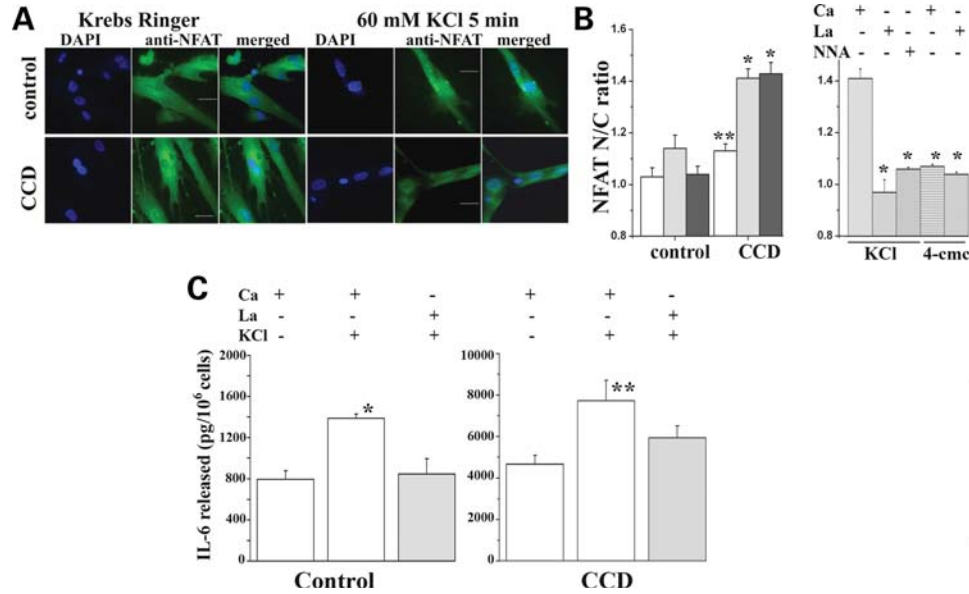 A
Krebs Ringer 60 mM KCl 5 min
DAPI anti-NFAT merged DAPI anti-NFAT merged
control
CCD
B
NFAT N/C ratio
1.6
1.4
1.2
1.0
0.8
* *
**
control CCD
Ca + - - + -
La - + - - +
NNA - - + - -
1.4
1.2
1.0
0.8
* * * *
KCl 4-cmc
C
Ca + + -
La - - +
KCl - + +
IL-6 released (pg/10⁶ cells)
2000
1600
1200
800
400
0
*
Control
+ + -
- - +
- + +
10000
8000
6000
4000
2000
0
**
CCD